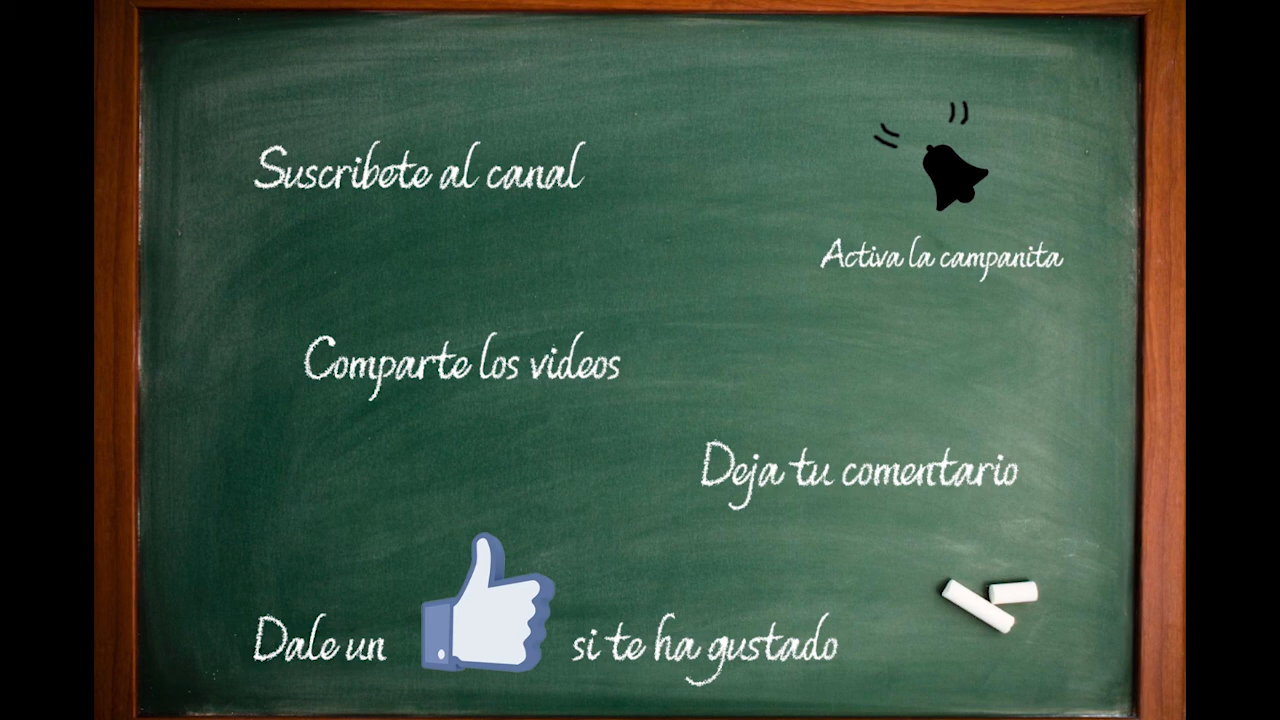 Suscribete al canal
Activa la campanita
Comparte los videos
Deja tu comentario
Dale un si te ha gustado